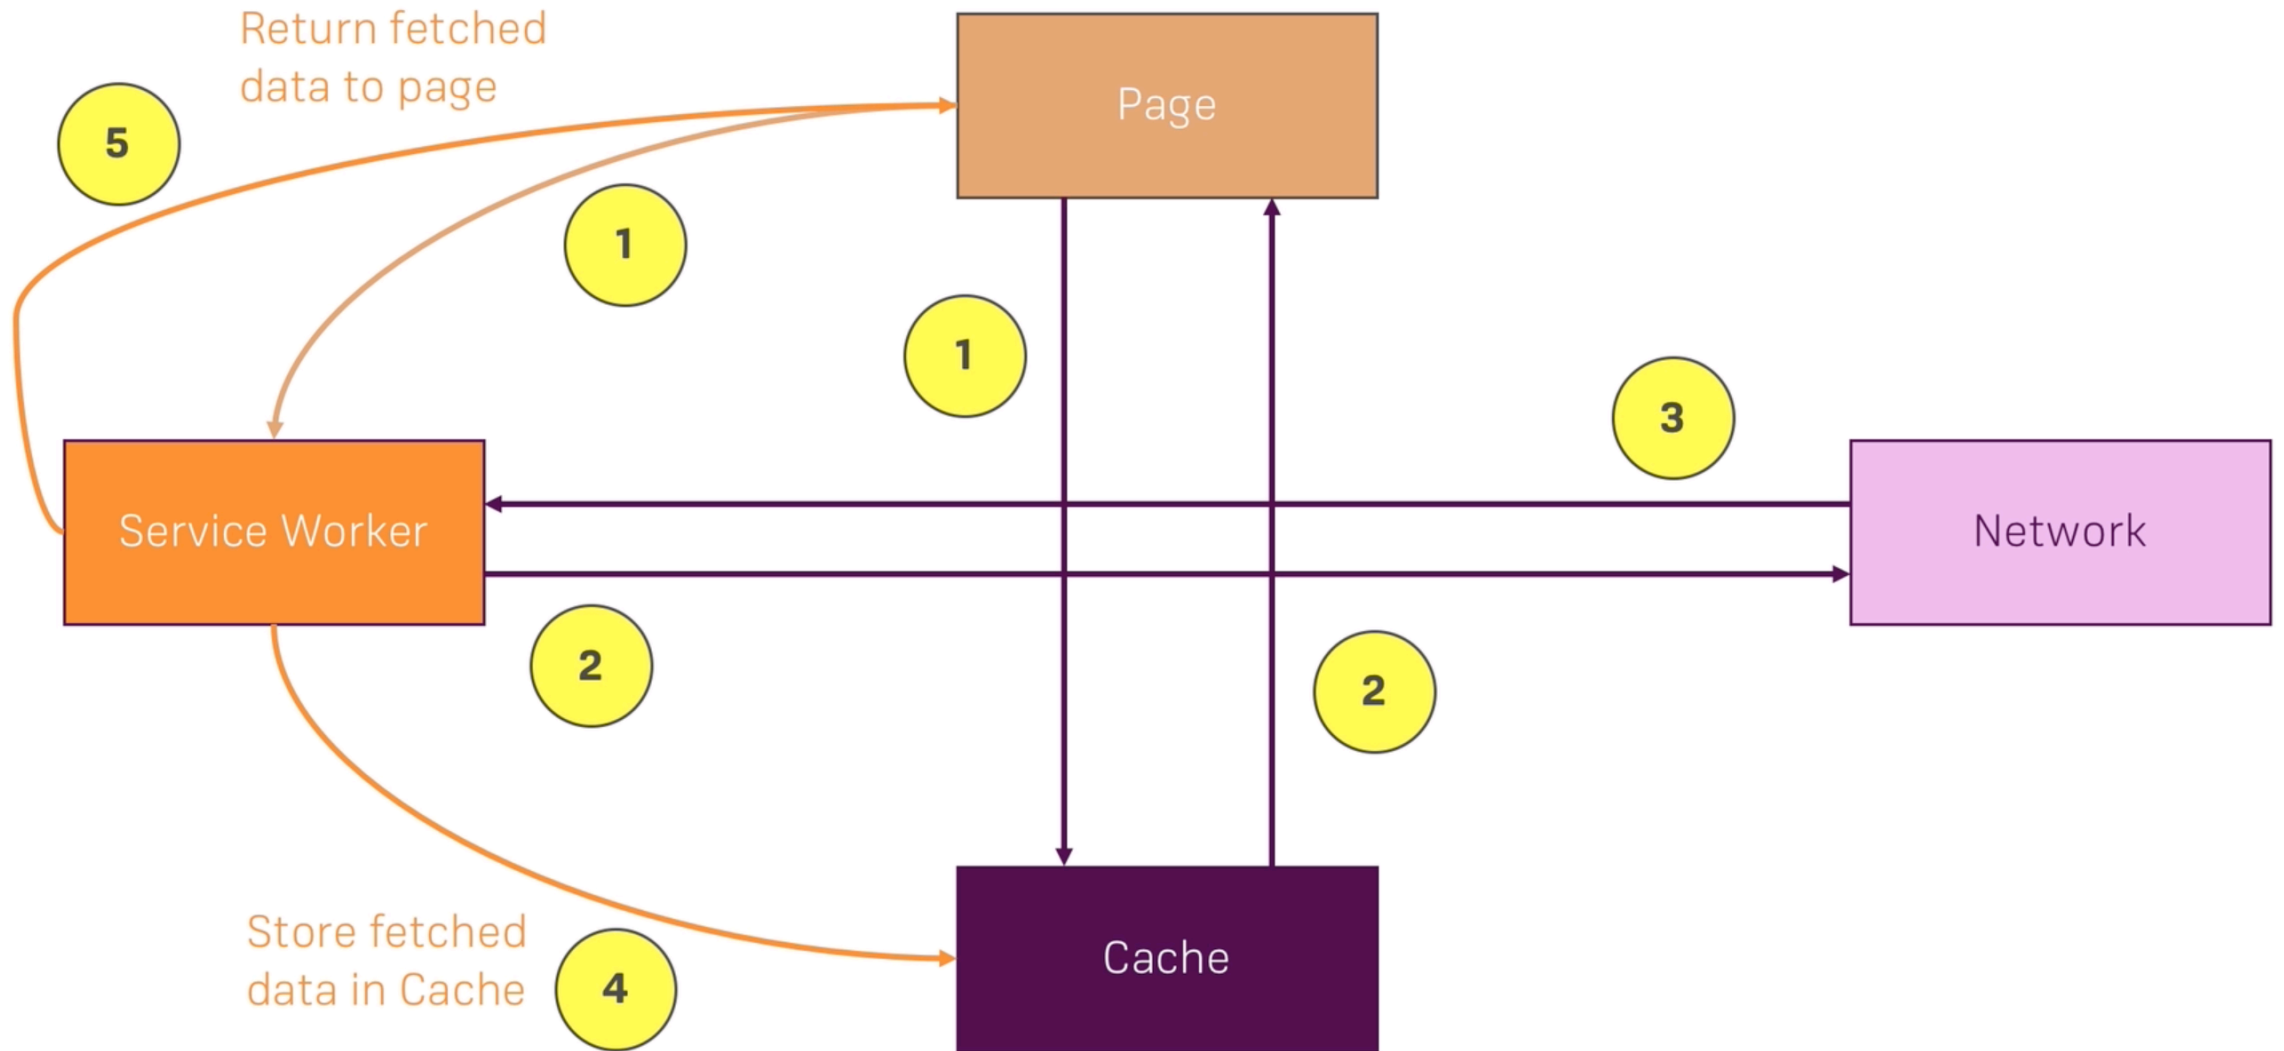 Return fetched
data to page
Page
5
1
1
3
Service Worker
Network
2
2
Store fetched
data in Cache
4
Cache